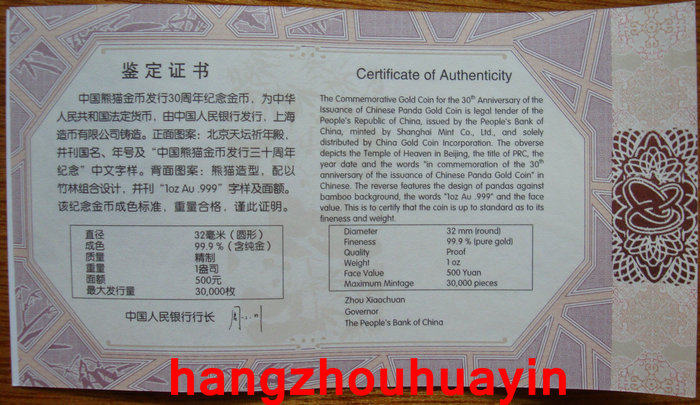 鉴定证书
中国熊猫金币发行30周年纪念金币，为中华
人民共和国法定货币，由中国人民银行发行，上海
造币有限公司铸造。正面图案：北京天坛祈年殿，
并刊国名、年号及“中国熊猫金币发行三十周年
纪念”中文字样。背面图案：熊猫造型，配以
竹林组合设计，并刊“1oz Au .999”字样及面额。
该纪念金币成色标准，重量合格，谨此证明。
直径 32毫米（圆形）
成色 99.9％（含纯金）
质量 精制
重量 1盎司
面额 500元
最大发行量 30,000枚
中国人民银行行长
Certificate of Authenticity
The Commemorative Gold Coin for the 30th Anniversary of the
Issuance of Chinese Panda Gold Coin is legal tender of the
People's Republic of China, issued by the People's Bank of
China, minted by Shanghai Mint Co., Ltd., and solely
distributed by China Gold Coin Incorporation. The obverse
depicts the Temple of Heaven in Beijing, the title of PRC, the
year date and the words "in commemoration of the 30th
anniversary of the issuance of Chinese Panda Gold Coin" in
Chinese. The reverse features the design of pandas against
bamboo background, the words "1oz Au .999" and the face
value. This is to certify that the coin is up to standard as to its
fineness and weight.
Diameter 32 mm (round)
Fineness 99.9 % (pure gold)
Quality Proof
Weight 1 oz
Face Value 500 Yuan
Maximum Mintage 30,000 pieces
Zhou Xiaochuan
Governor
The People's Bank of China
hangzhouhuayin